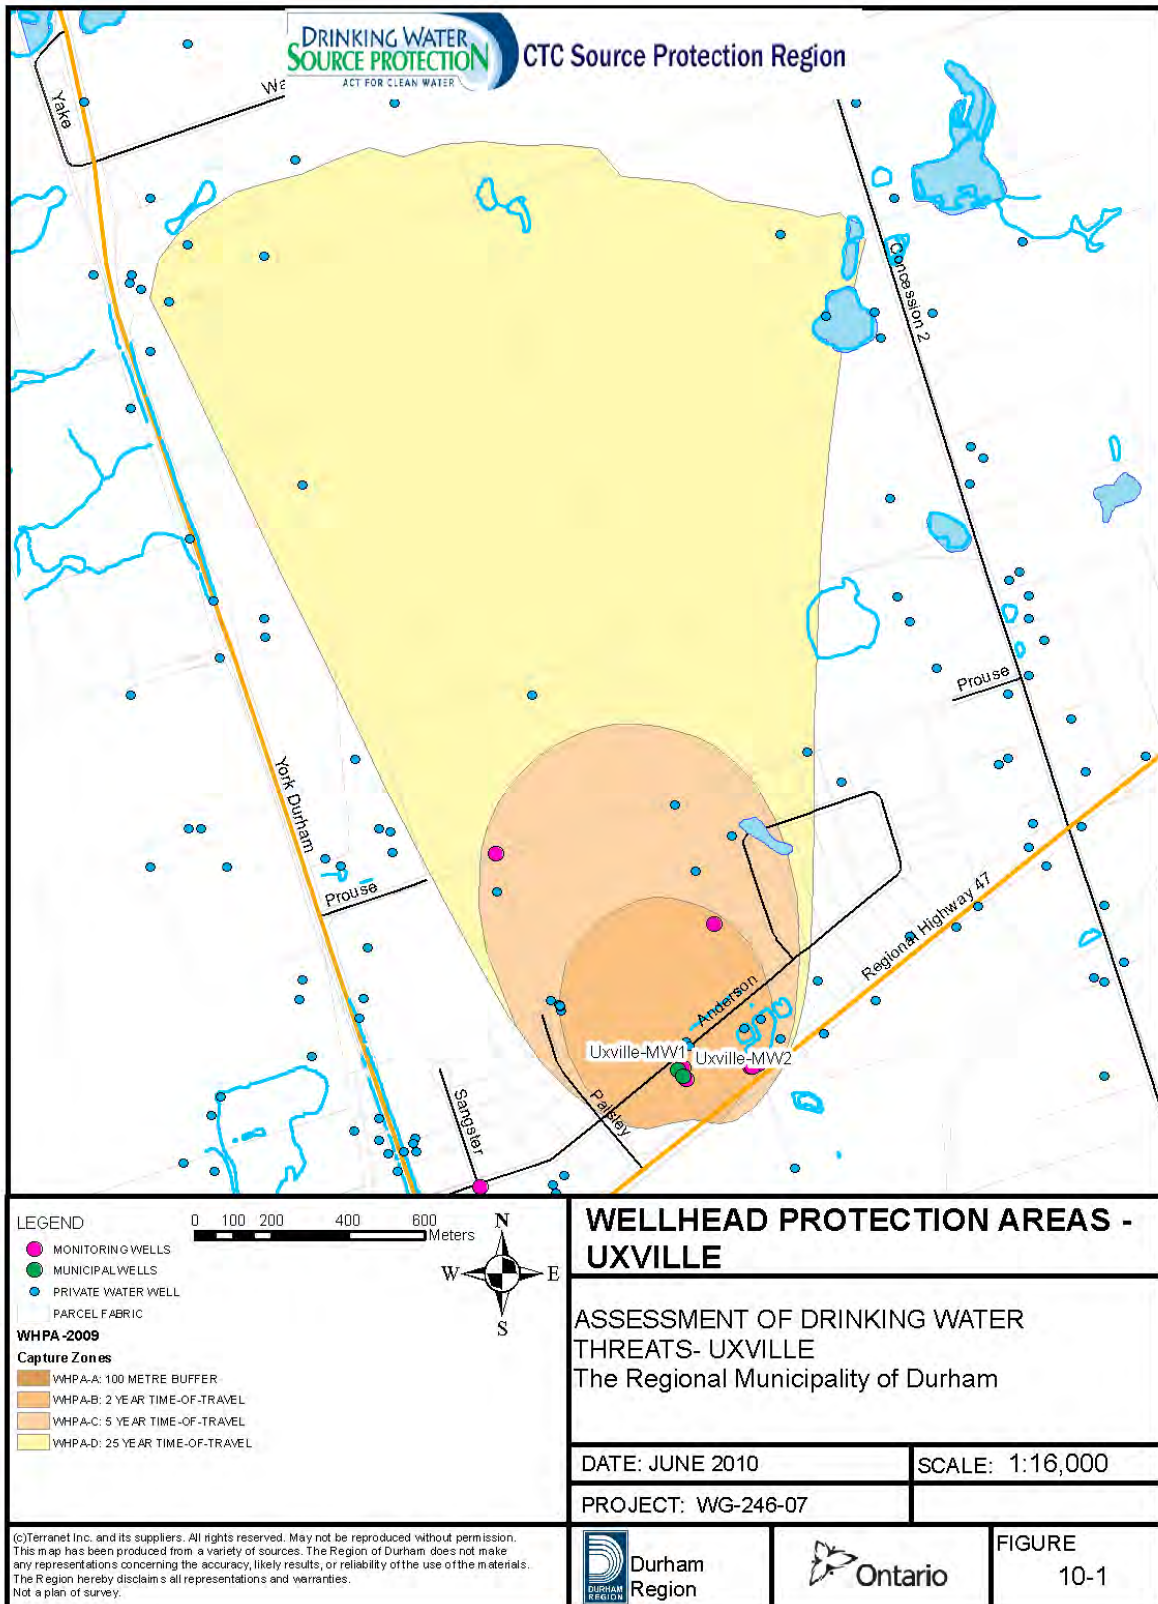 DRINKING WATER
SOURCE PROTECTION
ACT FOR CLEAN WATER
CTC Source Protection Region
Yake
Concession 2
Prouse
York Durham
Prouse
Regional Highway 47
Anderson
Uxville-MW1
Uxville-MW2
Paisley
Sangster
LEGEND
0 100 200 400 600
Meters
MONITORING WELLS
MUNICIPAL WELLS
PRIVATE WATER WELL
PARCEL FABRIC
WHPA-2009
Capture Zones
WHPA-A: 100 METRE BUFFER
WHPA-B: 2 YEAR TIME-OF-TRAVEL
WHPA-C: 5 YEAR TIME-OF-TRAVEL
WHPA-D: 25 YEAR TIME-OF-TRAVEL
N
W E
S
WELLHEAD PROTECTION AREAS -
UXVILLE
ASSESSMENT OF DRINKING WATER
THREATS- UXVILLE
The Regional Municipality of Durham
DATE: JUNE 2010
SCALE: 1:16,000
PROJECT: WG-246-07
(c)Terranet Inc. and its suppliers. All rights reserved. May not be reproduced without permission.
This map has been produced from a variety of sources. The Region of Durham does not make
any representations concerning the accuracy, likely results, or reliability of the use of the materials.
The Region hereby disclaims all representations and warranties.
Not a plan of survey.
DURHAM
REGION
Durham
Region
Ontario
FIGURE
10-1